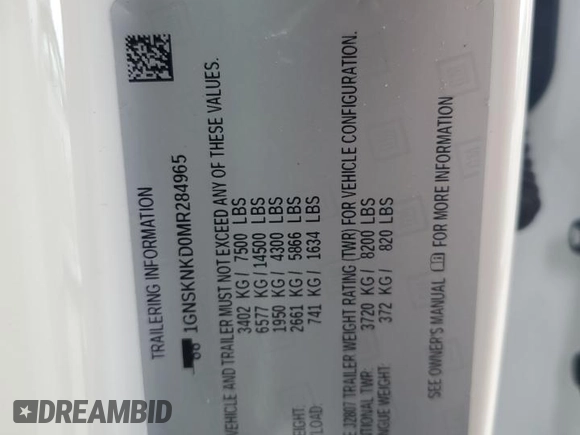 TRAILERING INFORMATION
1GNSKNKD0MR284965
VEHICLE AND TRAILER MUST NOT EXCEED ANY OF THESE VALUES.
3402 KG / 7500 LBS
6577 KG / 14500 LBS
1950 KG / 4300 LBS
2661 KG / 5866 LBS
741 KG / 1634 LBS
J2807 TRAILER WEIGHT RATING (TWR) FOR VEHICLE CONFIGURATION.
TWR: 3720 KG / 8200 LBS
WEIGHT: 372 KG / 820 LBS
SEE OWNER'S MANUAL FOR MORE INFORMATION
DREAMBID